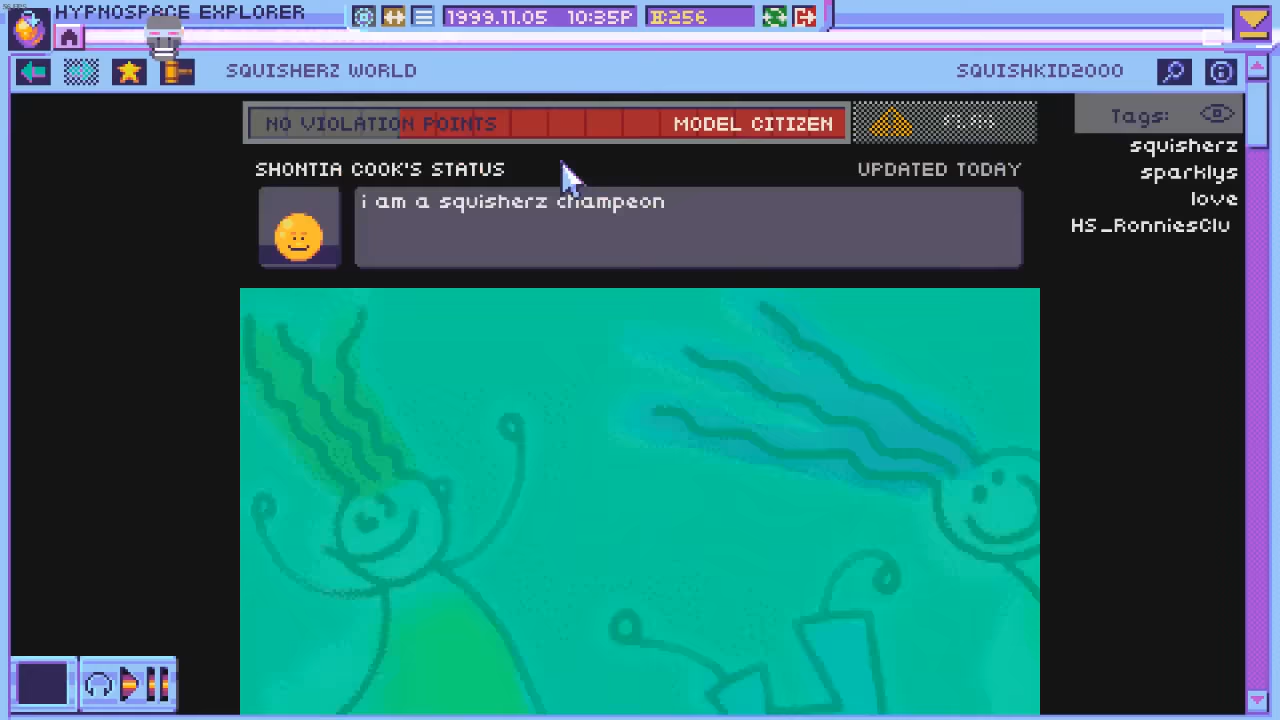 HYPNOSPACE EXPLORER
1999.11.05 10:35P
256
SQUISHERZ WORLD
SQUISHKID2000
NO VIOLATION POINTS
MODEL CITIZEN
FLAG
Tags:
squisherz
sparklys
love
HS_RonniesClu
SHONTIA COOK'S STATUS
UPDATED TODAY
i am a squisherz champeon